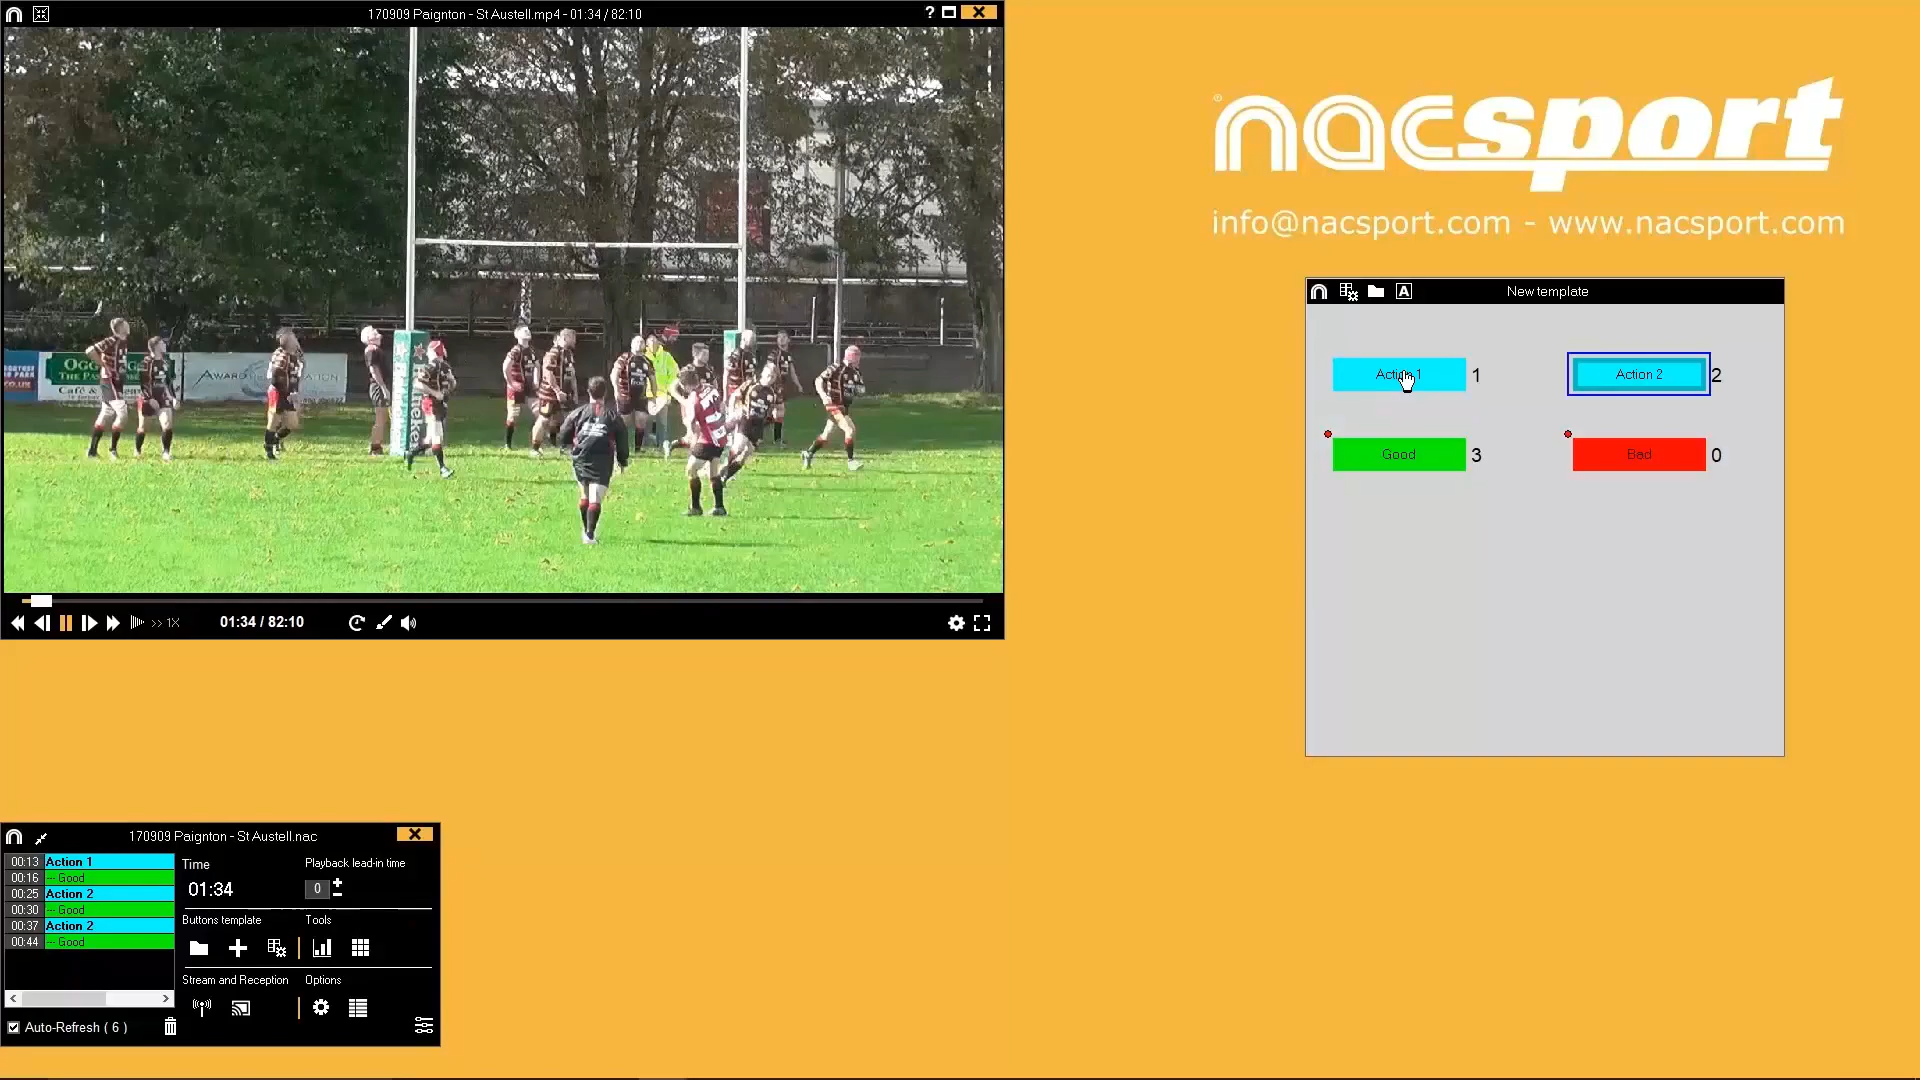 170909 Paignton - St Austell.mp4 - 01:34 / 82:10
?
nacsport
info@nacsport.com - www.nacsport.com
New template
A
Action 1 1
Action 2 2
Good 3
Bad 0
>> 1X
01:34 / 82:10
170909 Paignton - St Austell.nac
00:13 Action 1
00:16 --- Good
00:25 Action 2
00:30 --- Good
00:37 Action 2
00:44 --- Good
Auto-Refresh ( 6 )
Time
01:34
Playback lead-in time
0
Buttons template
Tools
Stream and Reception
Options